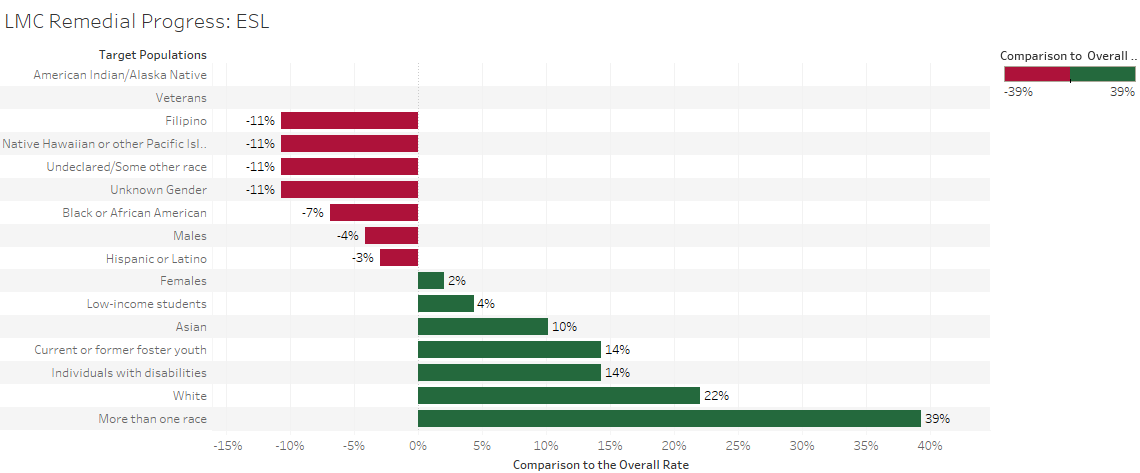 LMC Remedial Progress: ESL
Target Populations
Comparison to Overall ..
-39% 39%
American Indian/Alaska Native
Veterans
Filipino -11%
Native Hawaiian or other Pacific Isl.. -11%
Undeclared/Some other race -11%
Unknown Gender -11%
Black or African American -7%
Males -4%
Hispanic or Latino -3%
Females 2%
Low-income students 4%
Asian 10%
Current or former foster youth 14%
Individuals with disabilities 14%
White 22%
More than one race 39%
-15% -10% -5% 0% 5% 10% 15% 20% 25% 30% 35% 40%
Comparison to the Overall Rate